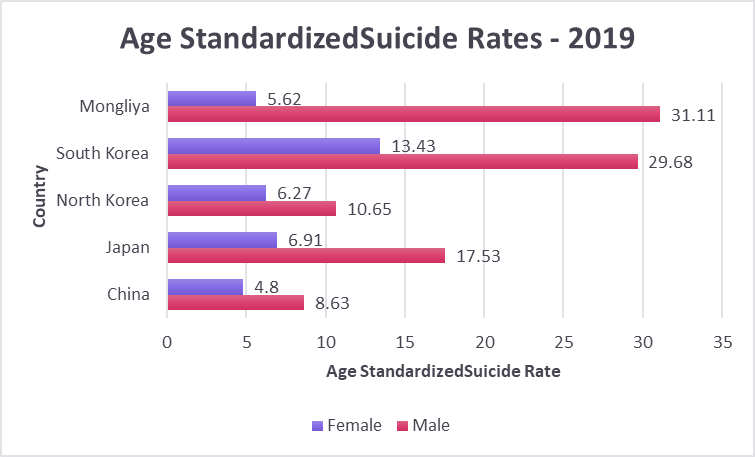 Age StandardizedSuicide Rates - 2019
Country
Mongliya
5.62
31.11
South Korea
13.43
29.68
North Korea
6.27
10.65
Japan
6.91
17.53
China
4.8
8.63
0 5 10 15 20 25 30 35
Age StandardizedSuicide Rate
Female Male